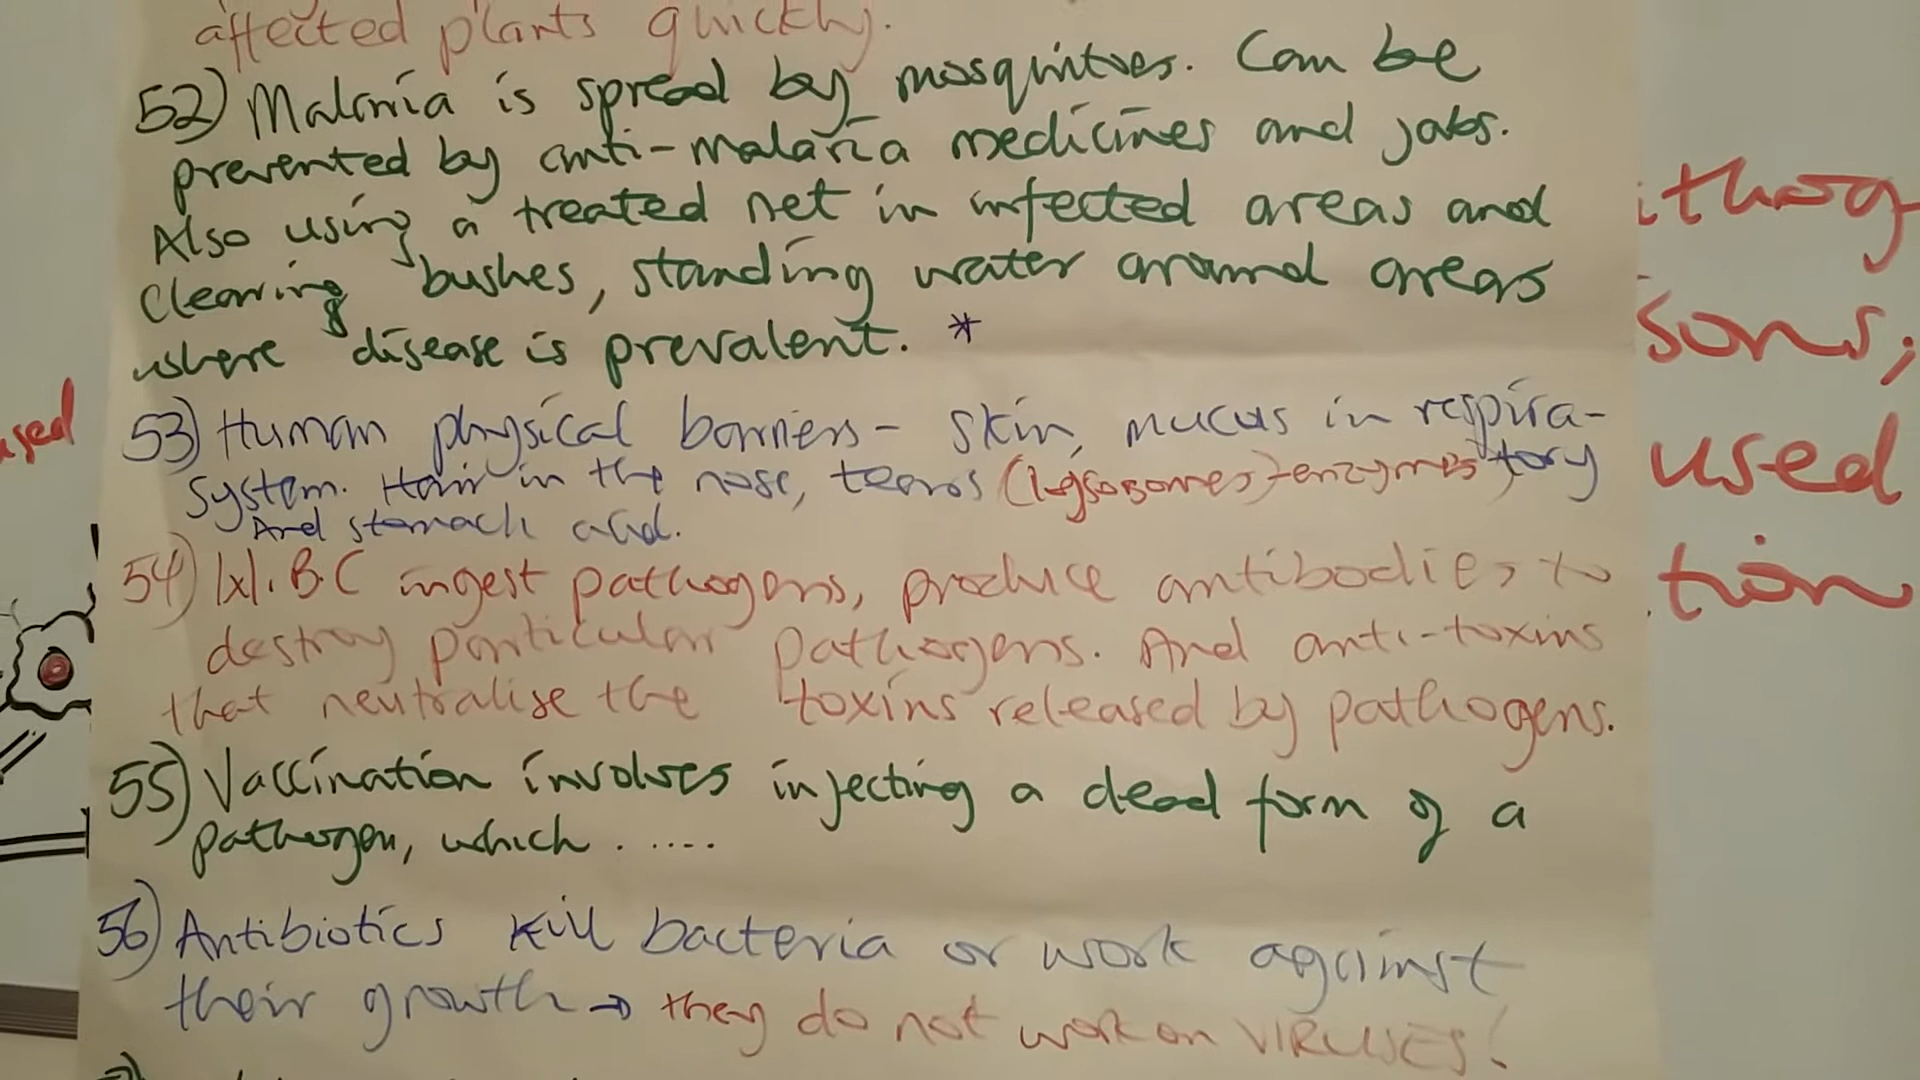 affected plants quickly.
52) Malaria is spread by mosquitoes. Can be
prevented by anti-malaria medicines and jabs.
Also using a treated net in infected areas and
clearing bushes, standing water around areas
where disease is prevalent. *
53) Human physical barriers - skin, mucus in respira-
tory
system. Hair in the nose, tears (lysosomes)-enzymes
And stomach acid.
54) W.B.C ingest pathogens, produce antibodies to
destroy particular pathogens. And anti-toxins
that neutralise the toxins released by pathogens.
55) Vaccination involves injecting a dead form of a
pathogen, which .....
56) Antibiotics kill bacteria or work against
their growth → they do not work on VIRUSES!
ithog
sons,
used
tion
used